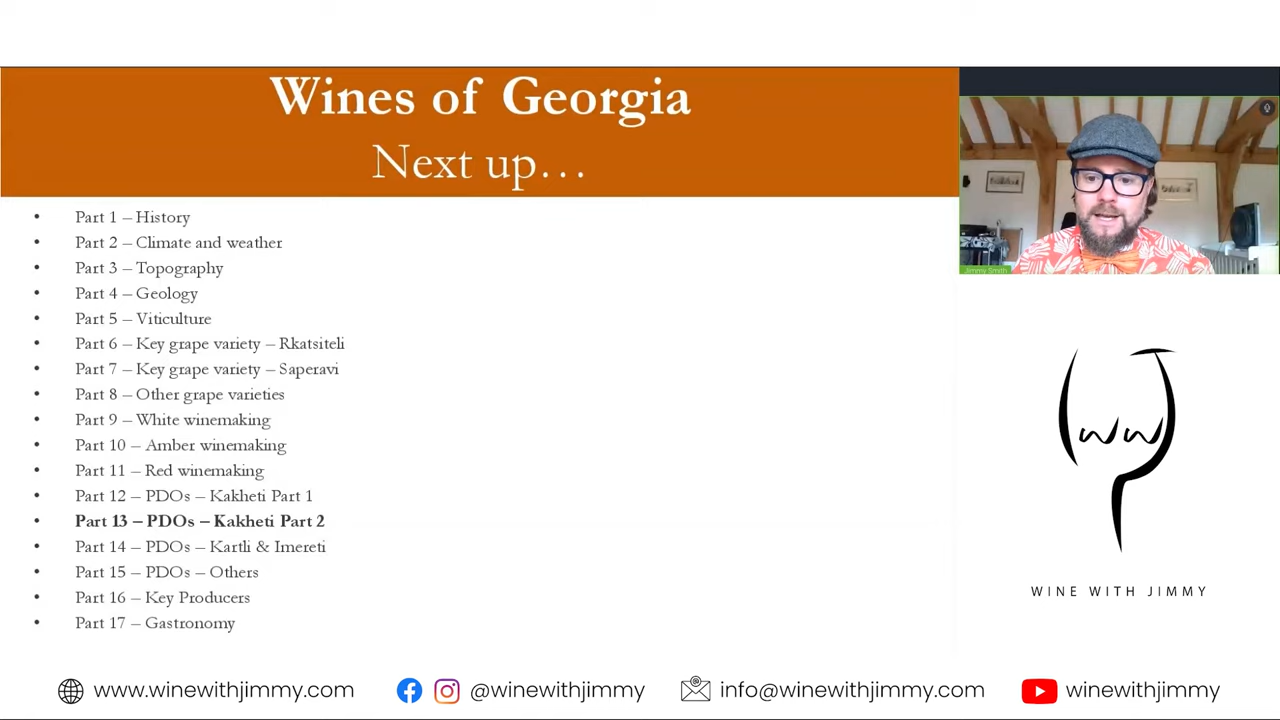 Wines of Georgia
Next up…
• Part 1 – History
• Part 2 – Climate and weather
• Part 3 – Topography
• Part 4 – Geology
• Part 5 – Viticulture
• Part 6 – Key grape variety – Rkatsiteli
• Part 7 – Key grape variety – Saperavi
• Part 8 – Other grape varieties
• Part 9 – White winemaking
• Part 10 – Amber winemaking
• Part 11 – Red winemaking
• Part 12 – PDOs – Kakheti Part 1
• Part 13 – PDOs – Kakheti Part 2
• Part 14 – PDOs – Kartli & Imereti
• Part 15 – PDOs – Others
• Part 16 – Key Producers
• Part 17 – Gastronomy
Jimmy Smith
ww
WINE WITH JIMMY
www.winewithjimmy.com @winewithjimmy info@winewithjimmy.com winewithjimmy